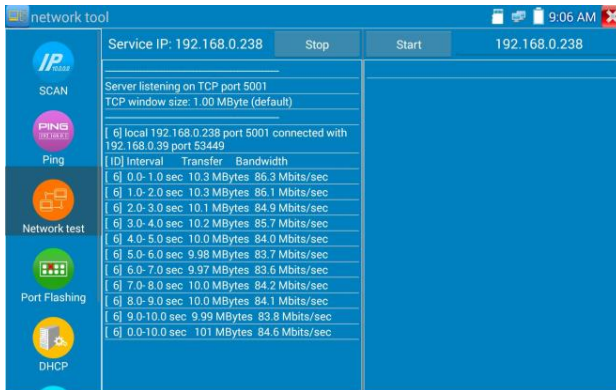 network tool
9:06 AM
Service IP: 192.168.0.238
Stop
Start
192.168.0.238
IP
SCAN
PING
Ping
Network test
Port Flashing
DHCP
Server listening on TCP port 5001
TCP window size: 1.00 MByte (default)
[ 6] local 192.168.0.238 port 5001 connected with
192.168.0.39 port 53449
[ ID] Interval Transfer Bandwidth
[ 6] 0.0- 1.0 sec 10.3 MBytes 86.3 Mbits/sec
[ 6] 1.0- 2.0 sec 10.3 MBytes 86.1 Mbits/sec
[ 6] 2.0- 3.0 sec 10.1 MBytes 84.9 Mbits/sec
[ 6] 3.0- 4.0 sec 10.2 MBytes 85.7 Mbits/sec
[ 6] 4.0- 5.0 sec 10.0 MBytes 84.0 Mbits/sec
[ 6] 5.0- 6.0 sec 9.98 MBytes 83.7 Mbits/sec
[ 6] 6.0- 7.0 sec 9.97 MBytes 83.6 Mbits/sec
[ 6] 7.0- 8.0 sec 10.0 MBytes 84.2 Mbits/sec
[ 6] 8.0- 9.0 sec 10.0 MBytes 84.1 Mbits/sec
[ 6] 9.0-10.0 sec 9.99 MBytes 83.8 Mbits/sec
[ 6] 0.0-10.0 sec 101 MBytes 84.6 Mbits/sec